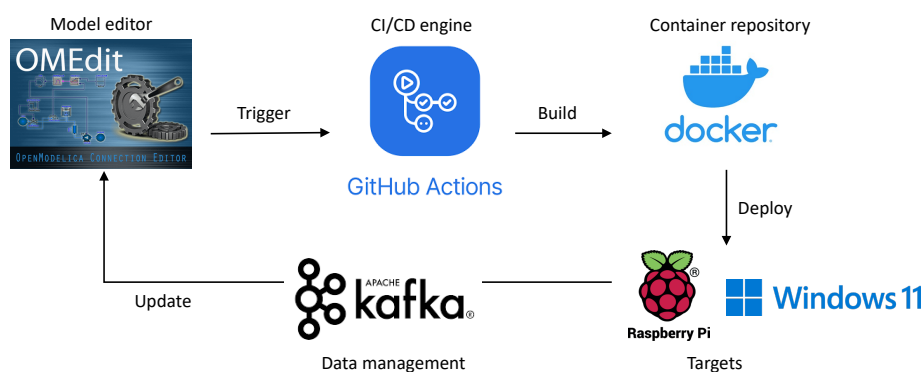 Model editor
CI/CD engine
Container repository
OMEdit
OPENMODELICA CONNECTION EDITOR
Trigger
Build
docker
GitHub Actions
Deploy
APACHE
kafka®
Update
®
Raspberry Pi
Windows 11
Data management
Targets